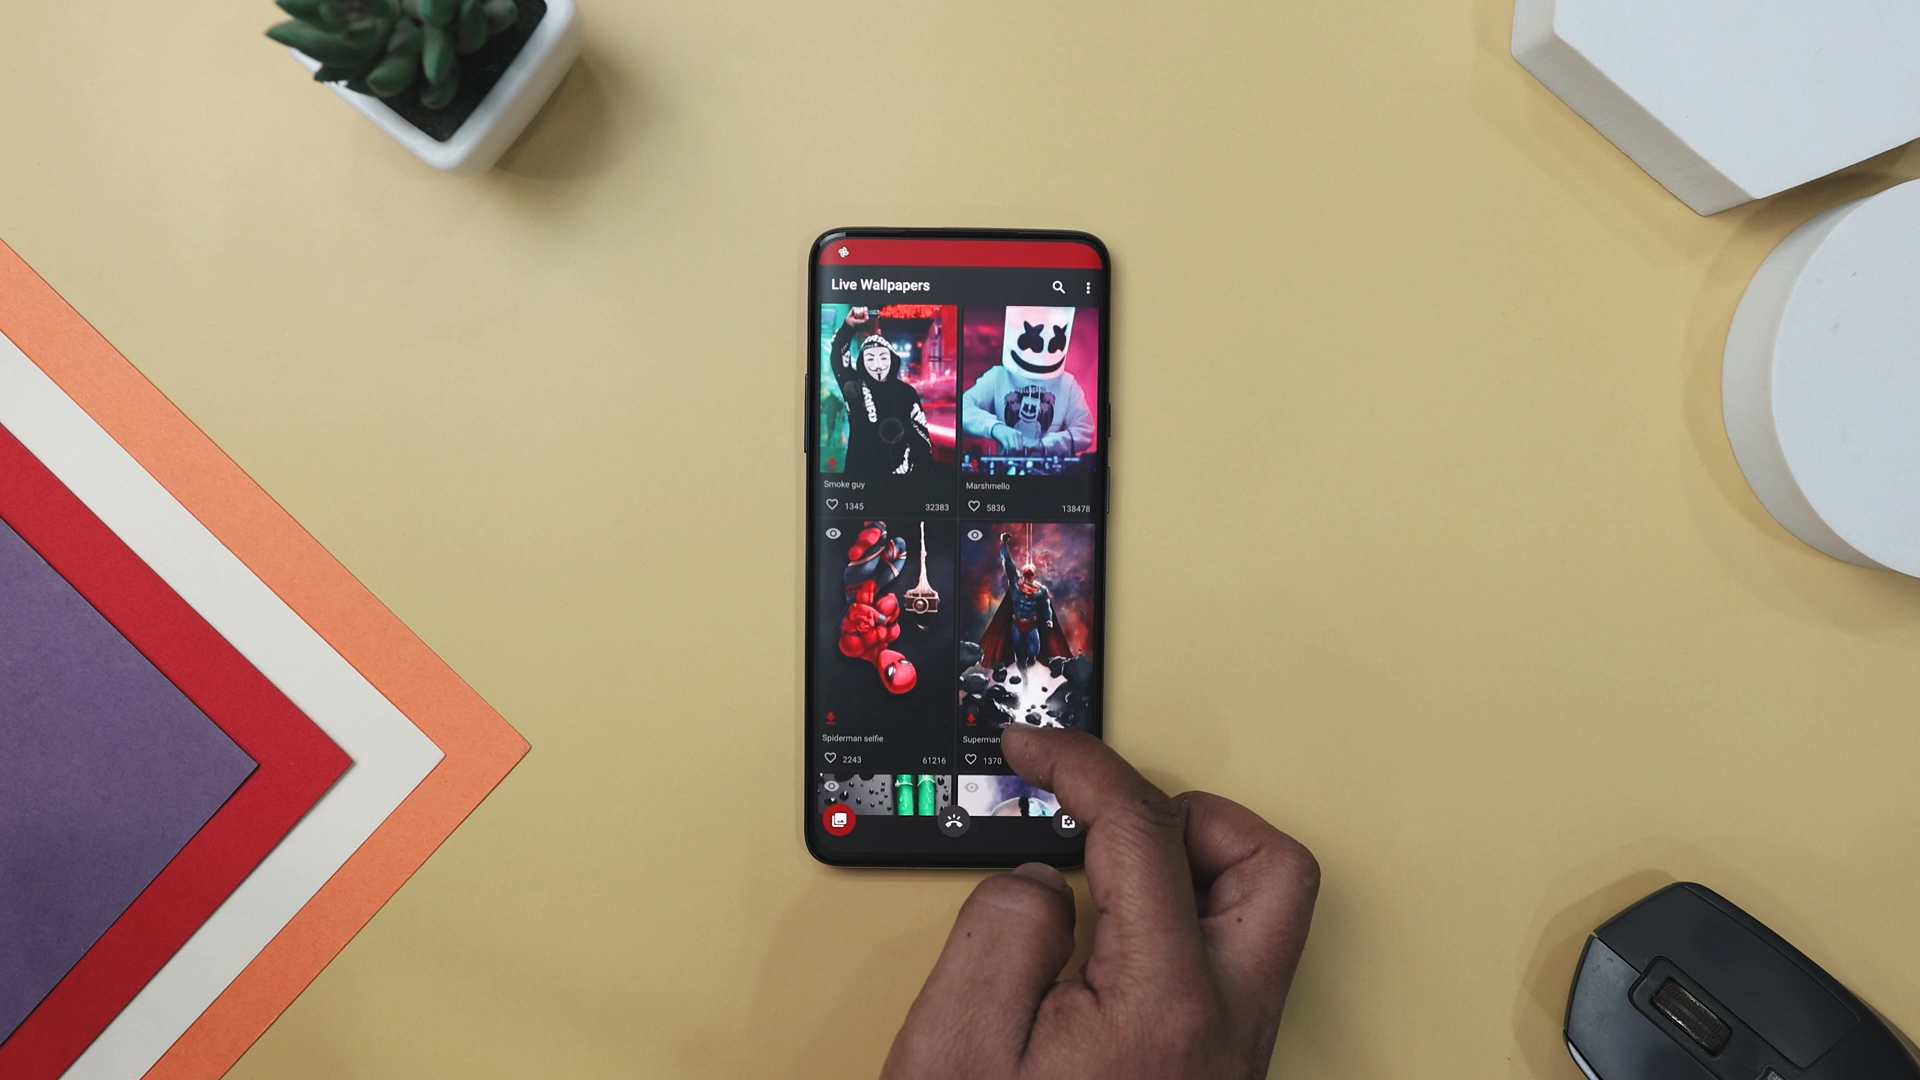 Live Wallpapers
Smoke guy
Marshmello
1345
32383
5836
138478
Spiderman selfie
Superman
2243
61216
1370